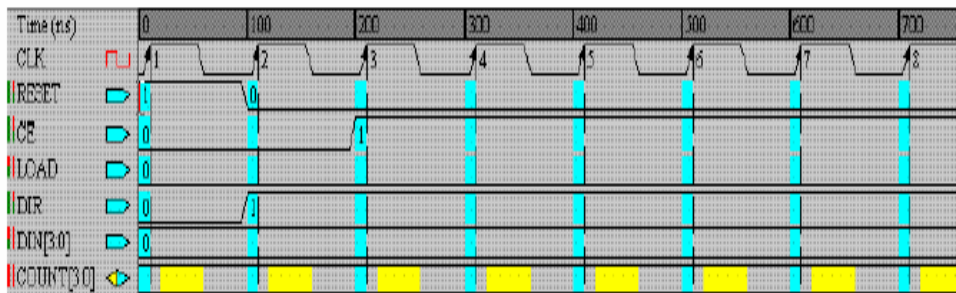 Time (ns) 0 100 200 300 400 500 600 700
CLK 1 2 3 4 5 6 7 8
RESET 1 0
CE 0 1
LOAD 0
DIR 0 1
DIN[3:0] 0
COUNT[3:0]